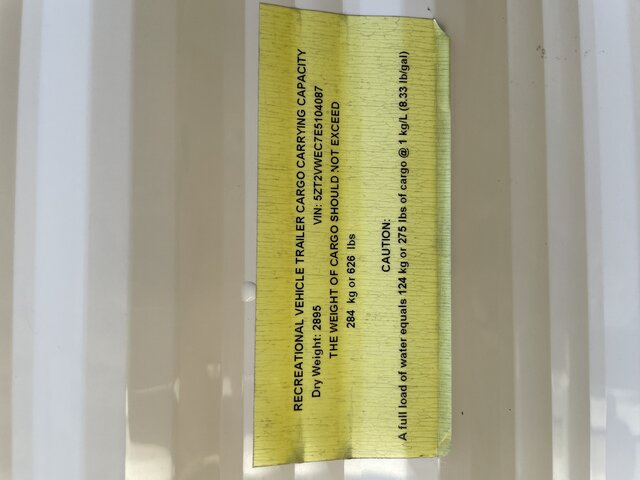 RECREATIONAL VEHICLE TRAILER CARGO CARRYING CAPACITY
Dry Weight: 2895 VIN: 5ZT2VWEC7E5104087
THE WEIGHT OF CARGO SHOULD NOT EXCEED
284 kg or 626 lbs
CAUTION:
A full load of water equals 124 kg or 275 lbs of cargo @ 1 kg/L (8.33 lb/gal)